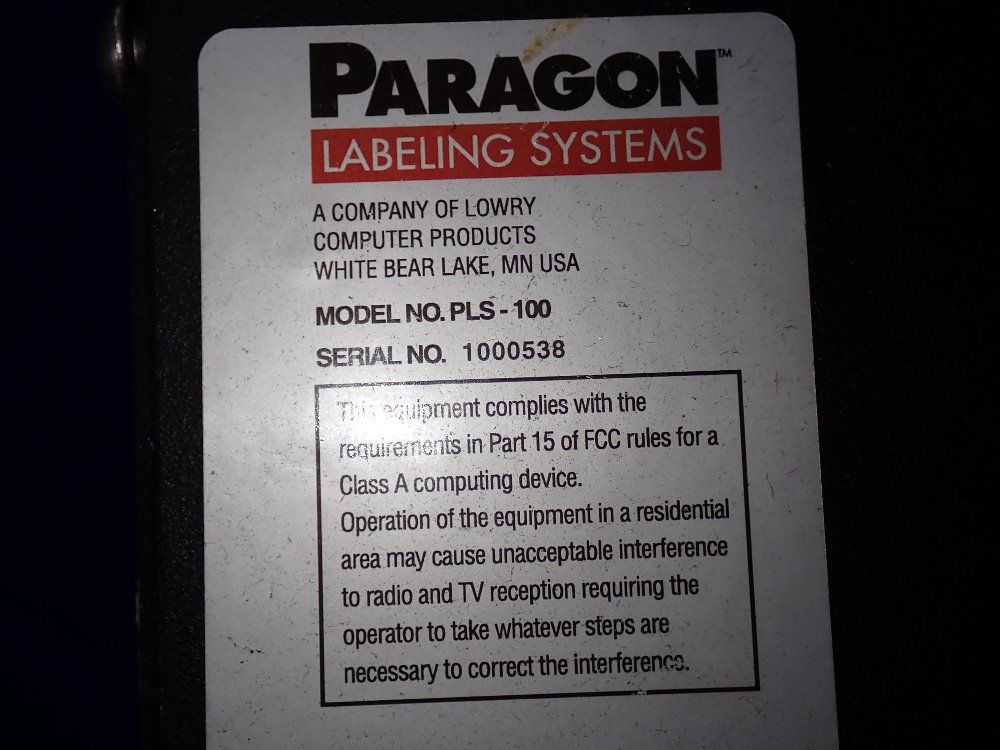 PARAGON™
LABELING SYSTEMS
A COMPANY OF LOWRY
COMPUTER PRODUCTS
WHITE BEAR LAKE, MN USA
MODEL NO. PLS - 100
SERIAL NO. 1000538
This equipment complies with the
requirements in Part 15 of FCC rules for a
Class A computing device.
Operation of the equipment in a residential
area may cause unacceptable interference
to radio and TV reception requiring the
operator to take whatever steps are
necessary to correct the interference.